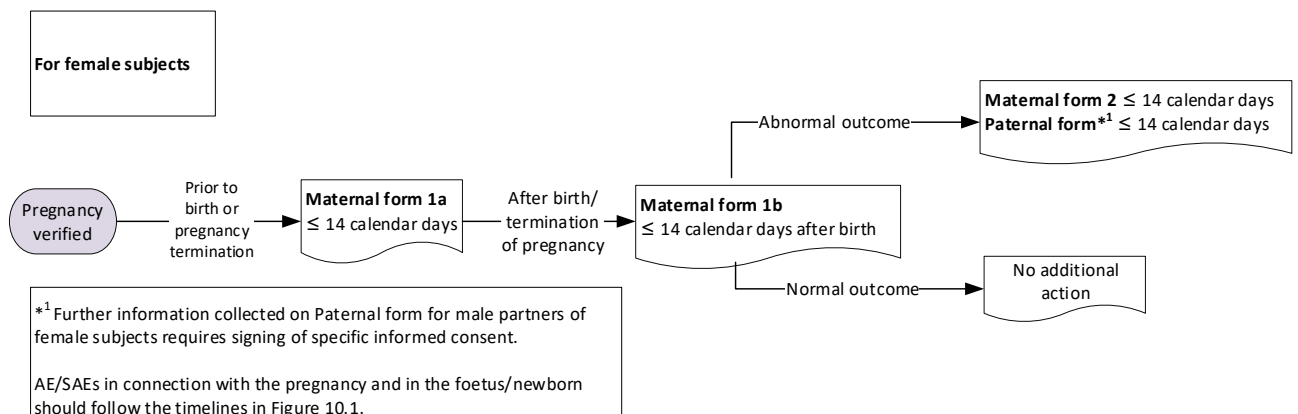 For female subjects
Maternal form 2 ≤ 14 calendar days
Paternal form*¹ ≤ 14 calendar days
Abnormal outcome
Pregnancy
verified
Prior to
birth or
pregnancy
termination
Maternal form 1a
≤ 14 calendar days
After birth/
termination
of pregnancy
Maternal form 1b
≤ 14 calendar days after birth
Normal outcome
No additional
action
*¹ Further information collected on Paternal form for male partners of
female subjects requires signing of specific informed consent.
AE/SAEs in connection with the pregnancy and in the foetus/newborn
should follow the timelines in Figure 10.1.